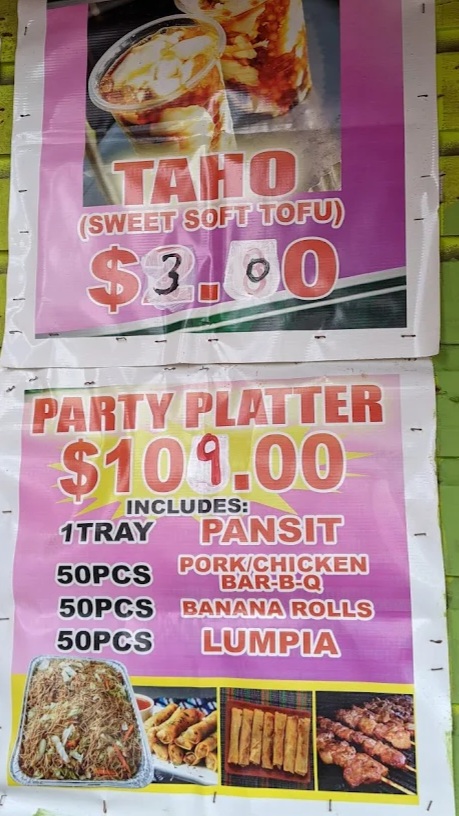 TAHO
(SWEET SOFT TOFU)
$3.00
PARTY PLATTER
$109.00
INCLUDES:
1TRAY PANSIT
50PCS PORK/CHICKEN
BAR-B-Q
50PCS BANANA ROLLS
50PCS LUMPIA